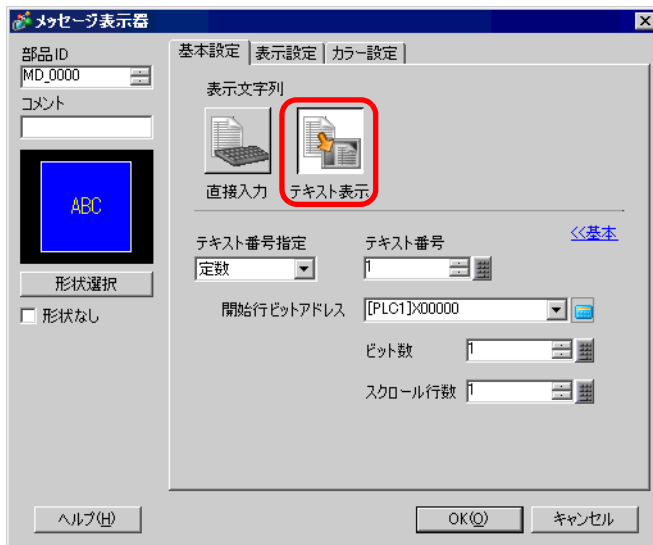 メッセージ表示器
部品ID
MD_0000
コメント
ABC
形状選択
形状なし
基本設定 表示設定 カラー設定
表示文字列
直接入力 テキスト表示
<<基本
テキスト番号指定 テキスト番号
定数 1
開始行ビットアドレス [PLC1]X00000
ビット数 1
スクロール行数 1
ヘルプ(H) OK(O) キャンセル